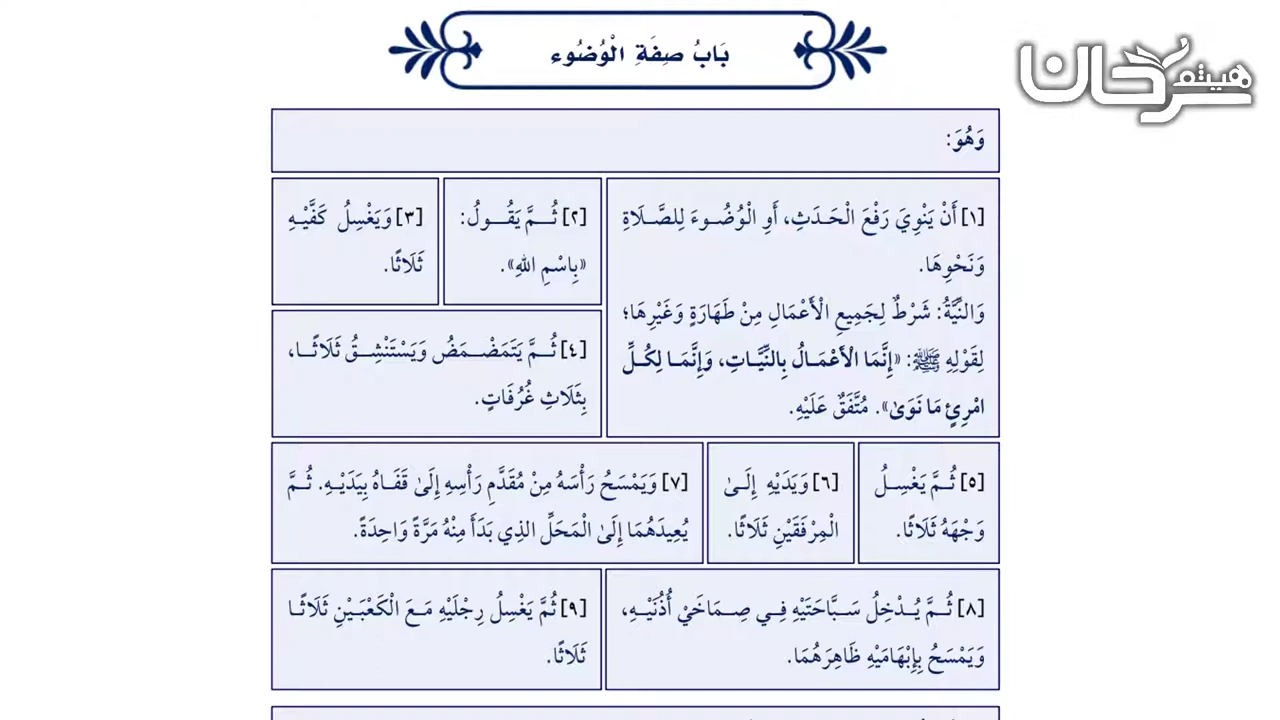 بَابُ صِفَةِ الْوُضُوء
هيثم سرحان
وَهُوَ:
[١] أَنْ يَنْوِيَ رَفْعَ الْحَدَثِ، أَوِ الْوُضُوءَ لِلصَّلَاةِ
وَنَحْوِهَا.
وَالنِّيَّةُ: شَرْطٌ لِجَمِيعِ الْأَعْمَالِ مِنْ طَهَارَةٍ وَغَيْرِهَا؛
لِقَوْلِهِ ﷺ: «إِنَّمَا الْأَعْمَالُ بِالنِّيَّاتِ، وَإِنَّمَا لِكُلِّ
امْرِئٍ مَا نَوَىٰ». مُتَّفَقٌ عَلَيْهِ.
[٢] ثُمَّ يَقُولُ:
«بِاسْمِ اللهِ».
[٣] وَيَغْسِلُ كَفَّيْهِ
ثَلَاثًا.
[٤] ثُمَّ يَتَمَضْمَضُ وَيَسْتَنْشِقُ ثَلَاثًا،
بِثَلَاثِ غُرُفَاتٍ.
[٥] ثُمَّ يَغْسِلُ
وَجْهَهُ ثَلَاثًا.
[٦] وَيَدَيْهِ إِلَىٰ
الْمِرْفَقَيْنِ ثَلَاثًا.
[٧] وَيَمْسَحُ رَأْسَهُ مِنْ مُقَدَّمِ رَأْسِهِ إِلَىٰ قَفَاهُ بِيَدَيْهِ. ثُمَّ
يُعِيدَهُمَا إِلَىٰ الْمَحَلِّ الذِي بَدَأَ مِنْهُ مَرَّةً وَاحِدَةً.
[٨] ثُمَّ يُدْخِلُ سَبَّاحَتَيْهِ فِي صِمَاخَيْ أُذُنَيْهِ،
وَيَمْسَحُ بِإِبْهَامَيْهِ ظَاهِرَهُمَا.
[٩] ثُمَّ يَغْسِلُ رِجْلَيْهِ مَعَ الْكَعْبَيْنِ ثَلَاثًا
ثَلَاثًا.